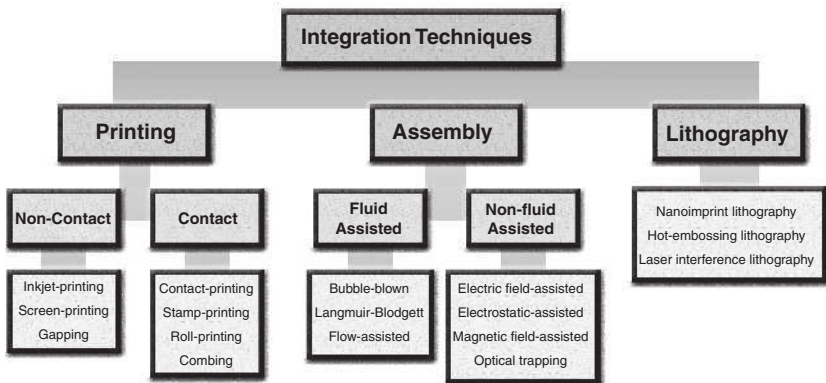 Integration Techniques
Printing
Assembly
Lithography
Non-Contact
Contact
Fluid
Assisted
Non-fluid
Assisted
Nanoimprint lithography
Hot-embossing lithography
Laser interference lithography
Inkjet-printing
Screen-printing
Gapping
Contact-printing
Stamp-printing
Roll-printing
Combing
Bubble-blown
Langmuir-Blodgett
Flow-assisted
Electric field-assisted
Electrostatic-assisted
Magnetic field-assisted
Optical trapping